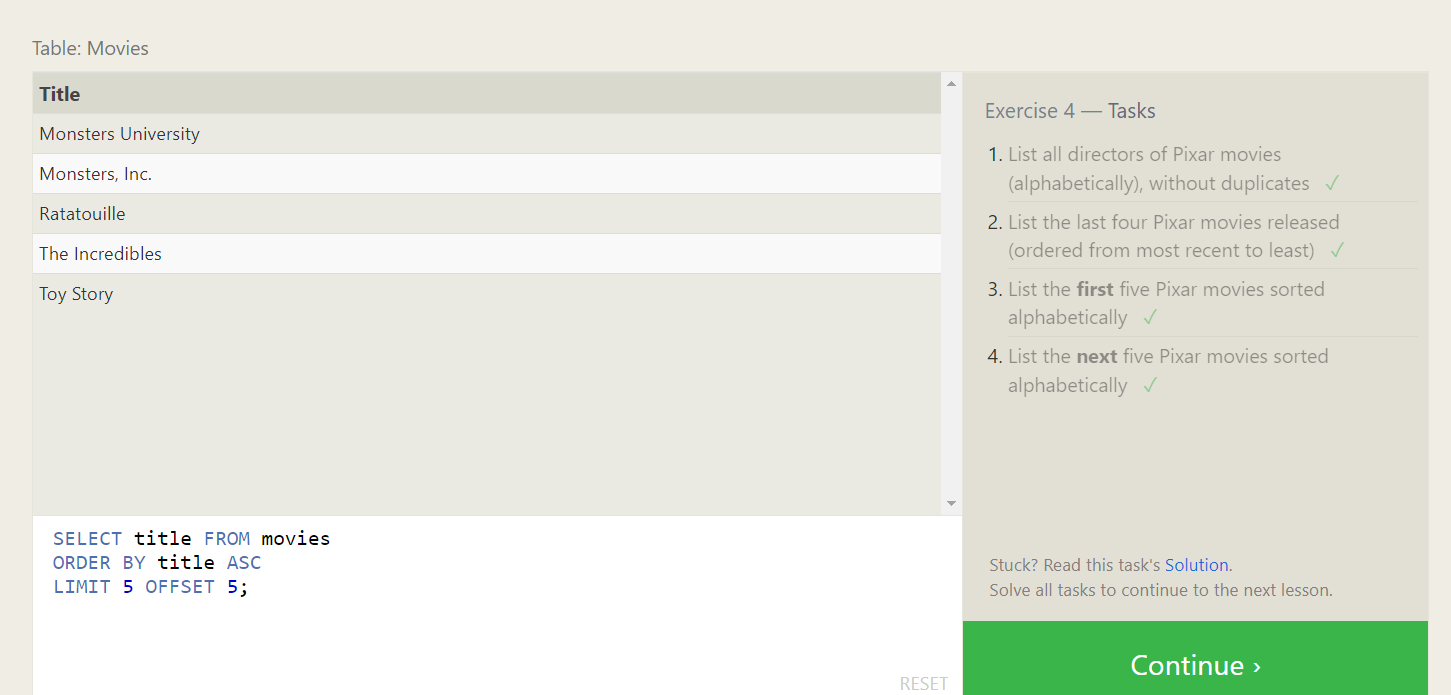 Table: Movies
Title
Monsters University
Monsters, Inc.
Ratatouille
The Incredibles
Toy Story
SELECT title FROM movies
ORDER BY title ASC
LIMIT 5 OFFSET 5;
RESET
Exercise 4 — Tasks
1. List all directors of Pixar movies
(alphabetically), without duplicates ✓
2. List the last four Pixar movies released
(ordered from most recent to least) ✓
3. List the first five Pixar movies sorted
alphabetically ✓
4. List the next five Pixar movies sorted
alphabetically ✓
Stuck? Read this task's Solution.
Solve all tasks to continue to the next lesson.
Continue ›